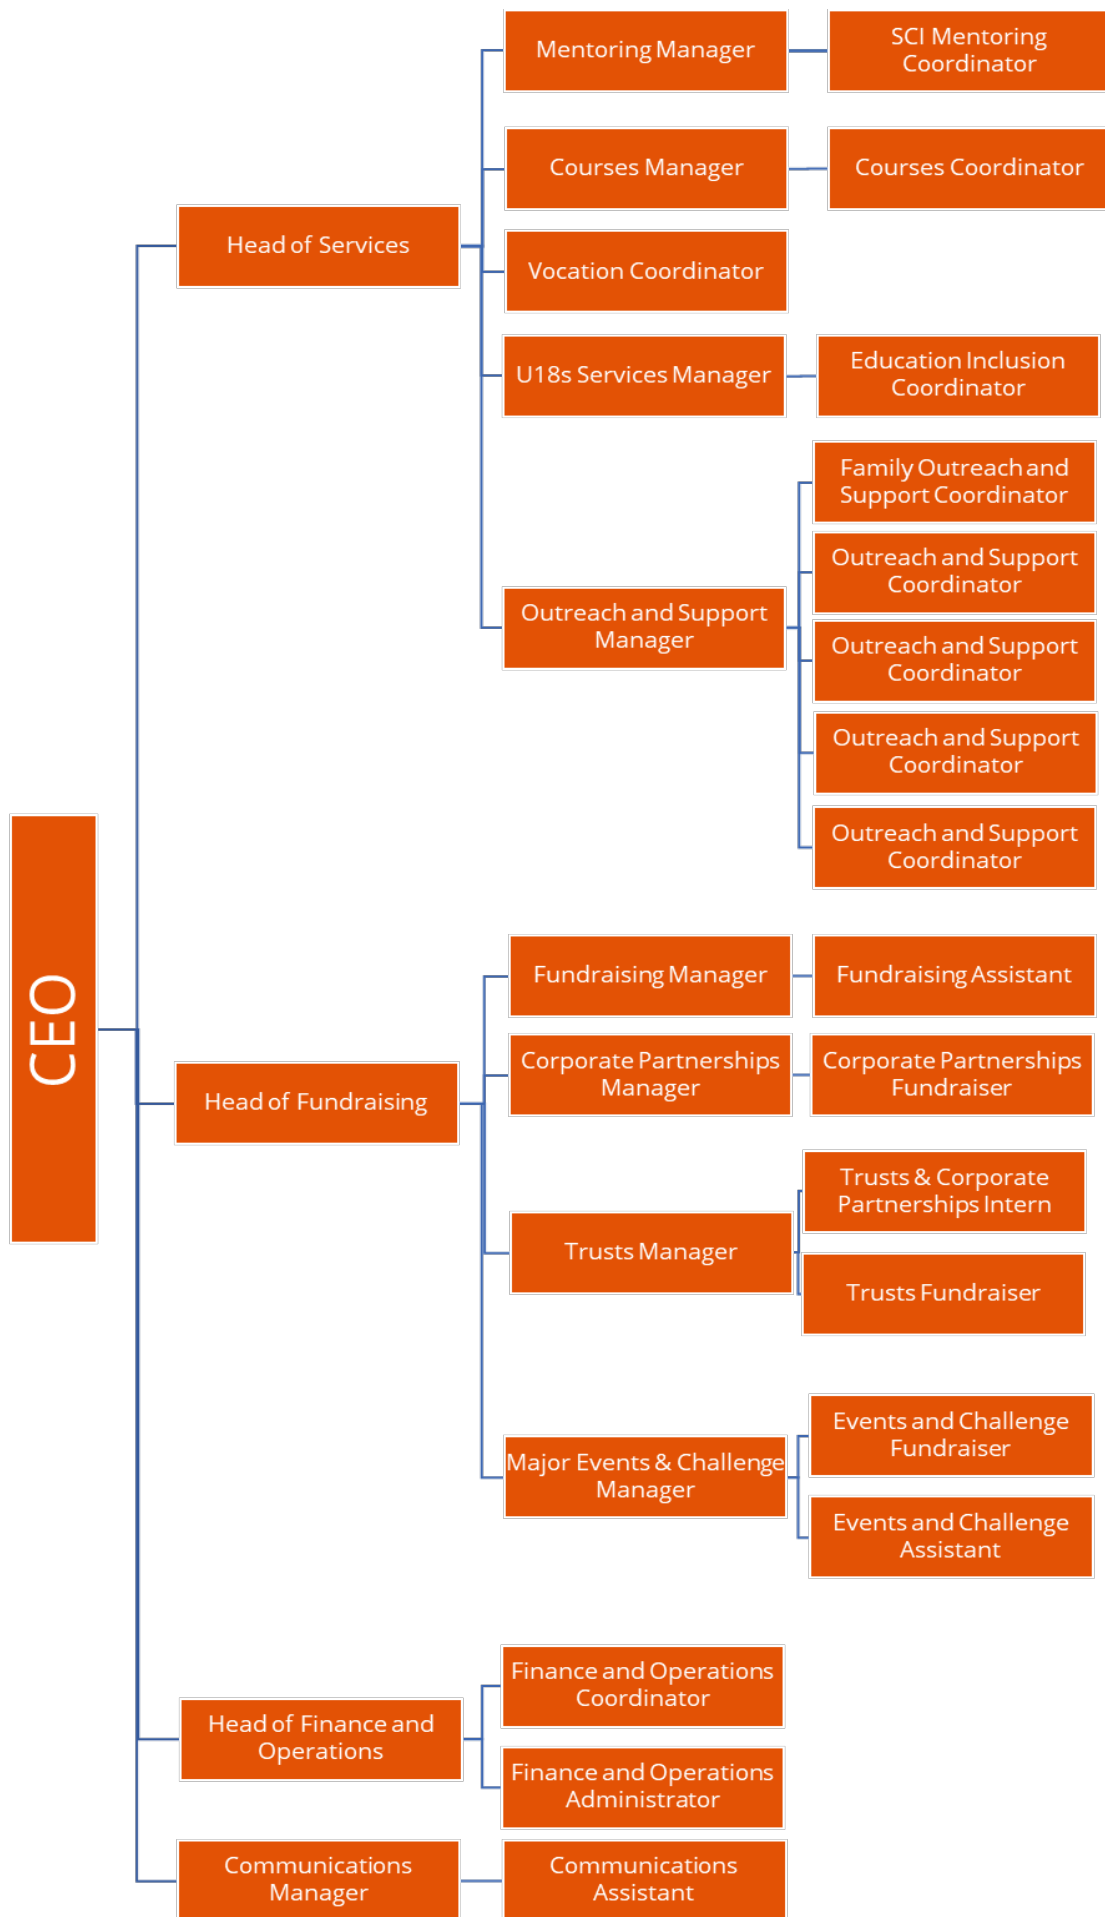 Mentoring Manager
SCI Mentoring
Coordinator
Courses Manager
Courses Coordinator
Head of Services
Vocation Coordinator
U18s Services Manager
Education Inclusion
Coordinator
Family Outreach and
Support Coordinator
Outreach and Support
Coordinator
Outreach and Support
Manager
Outreach and Support
Coordinator
Outreach and Support
Coordinator
Outreach and Support
Coordinator
CEO
Fundraising Manager
Fundraising Assistant
Corporate Partnerships
Manager
Corporate Partnerships
Fundraiser
Head of Fundraising
Trusts & Corporate
Partnerships Intern
Trusts Manager
Trusts Fundraiser
Events and Challenge
Fundraiser
Major Events & Challenge
Manager
Events and Challenge
Assistant
Finance and Operations
Coordinator
Head of Finance and
Operations
Finance and Operations
Administrator
Communications
Manager
Communications
Assistant